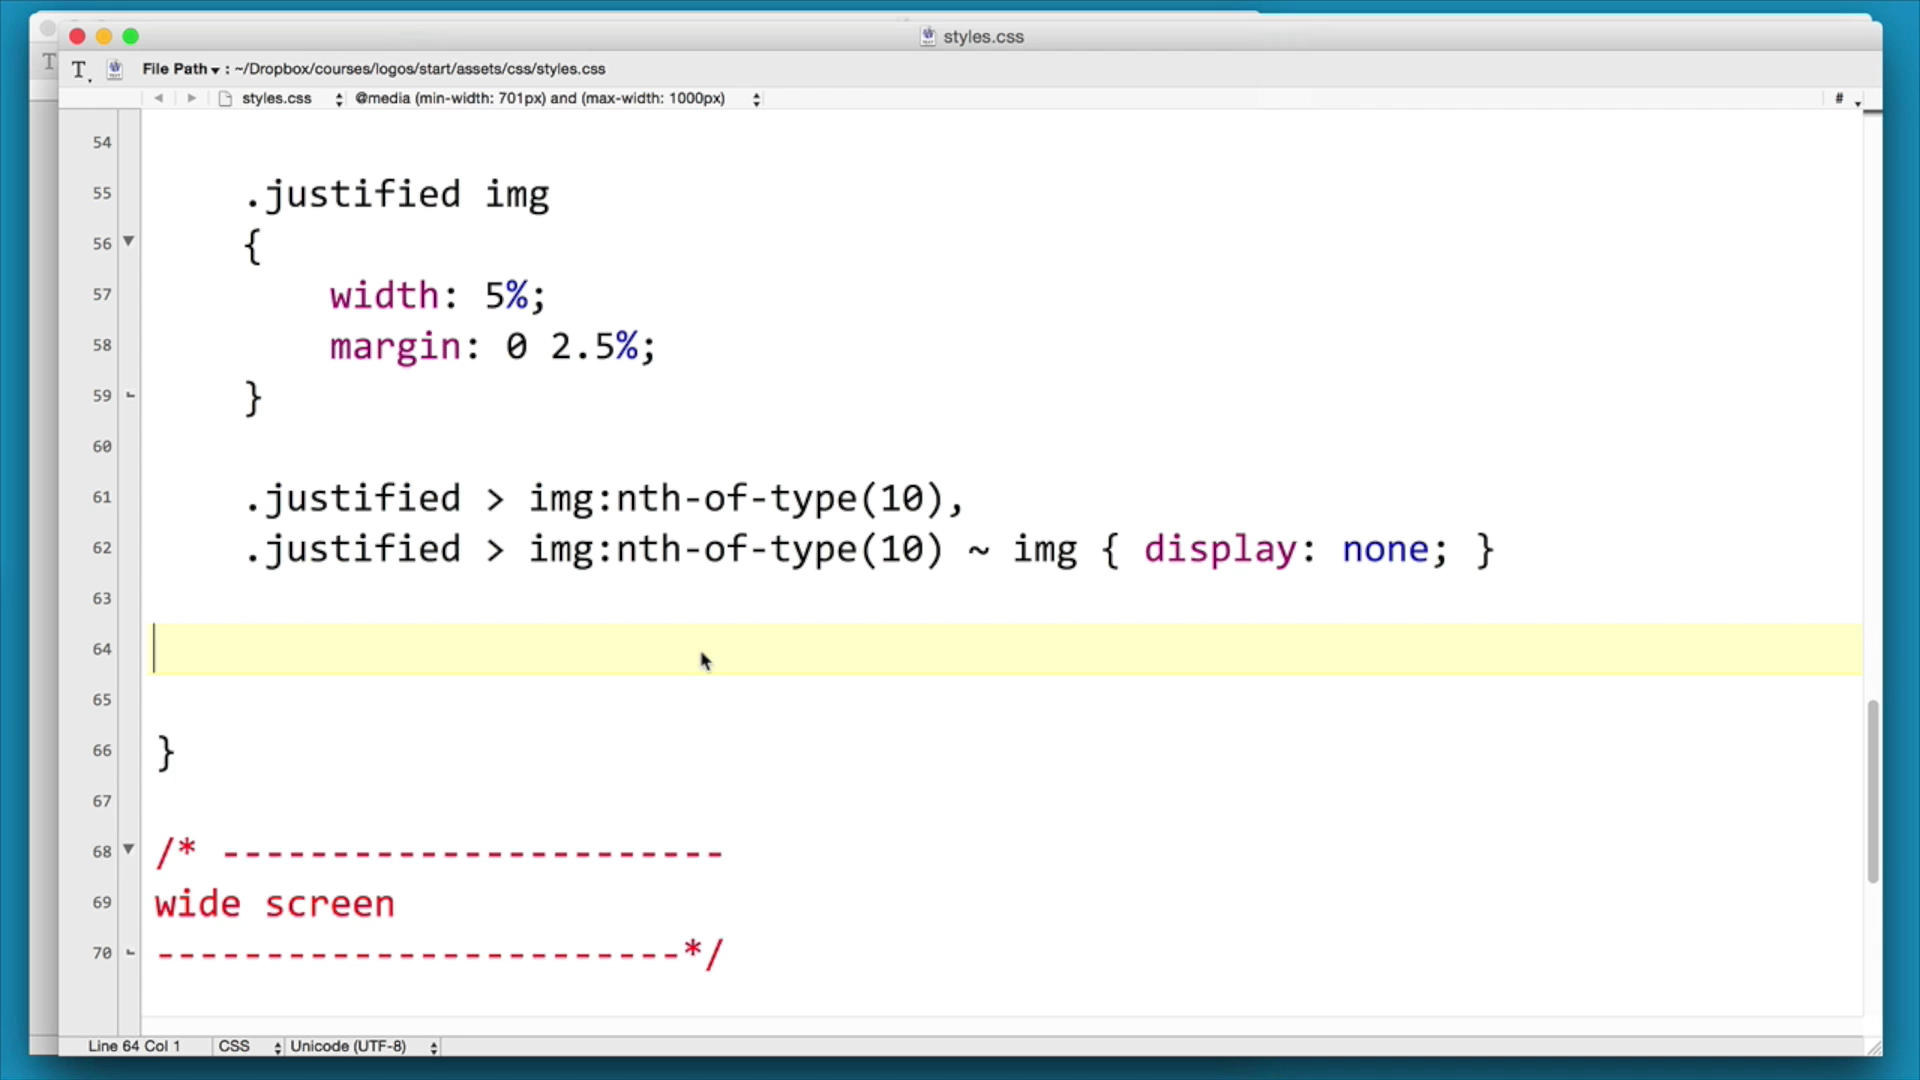 styles.css
T
T File Path ▾ : ~/Dropbox/courses/logos/start/assets/css/styles.css
styles.css @media (min-width: 701px) and (max-width: 1000px) #
54
55 .justified img
56 {
57 width: 5%;
58 margin: 0 2.5%;
59 }
60
61 .justified > img:nth-of-type(10),
62 .justified > img:nth-of-type(10) ~ img { display: none; }
63
64
65
66 }
67
68 /* -----------------------
69 wide screen
70 ------------------------*/
Line 64 Col 1 CSS Unicode (UTF-8)